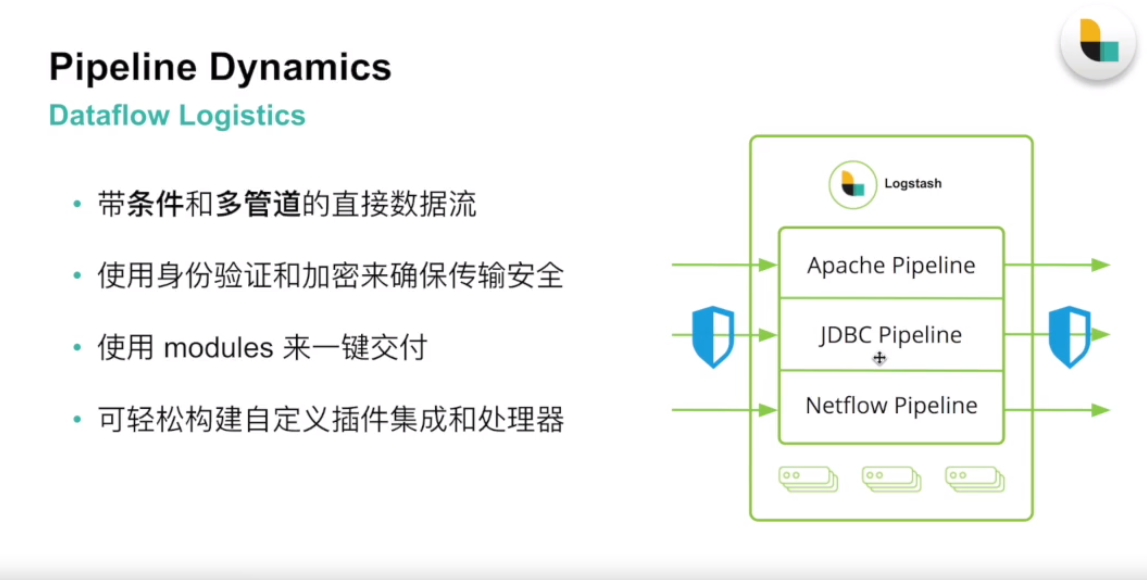 Pipeline Dynamics
Dataflow Logistics
带条件和多管道的直接数据流
使用身份验证和加密来确保传输安全
使用 modules 来一键交付
可轻松构建自定义插件集成和处理器
Logstash
Apache Pipeline
JDBC Pipeline
Netflow Pipeline